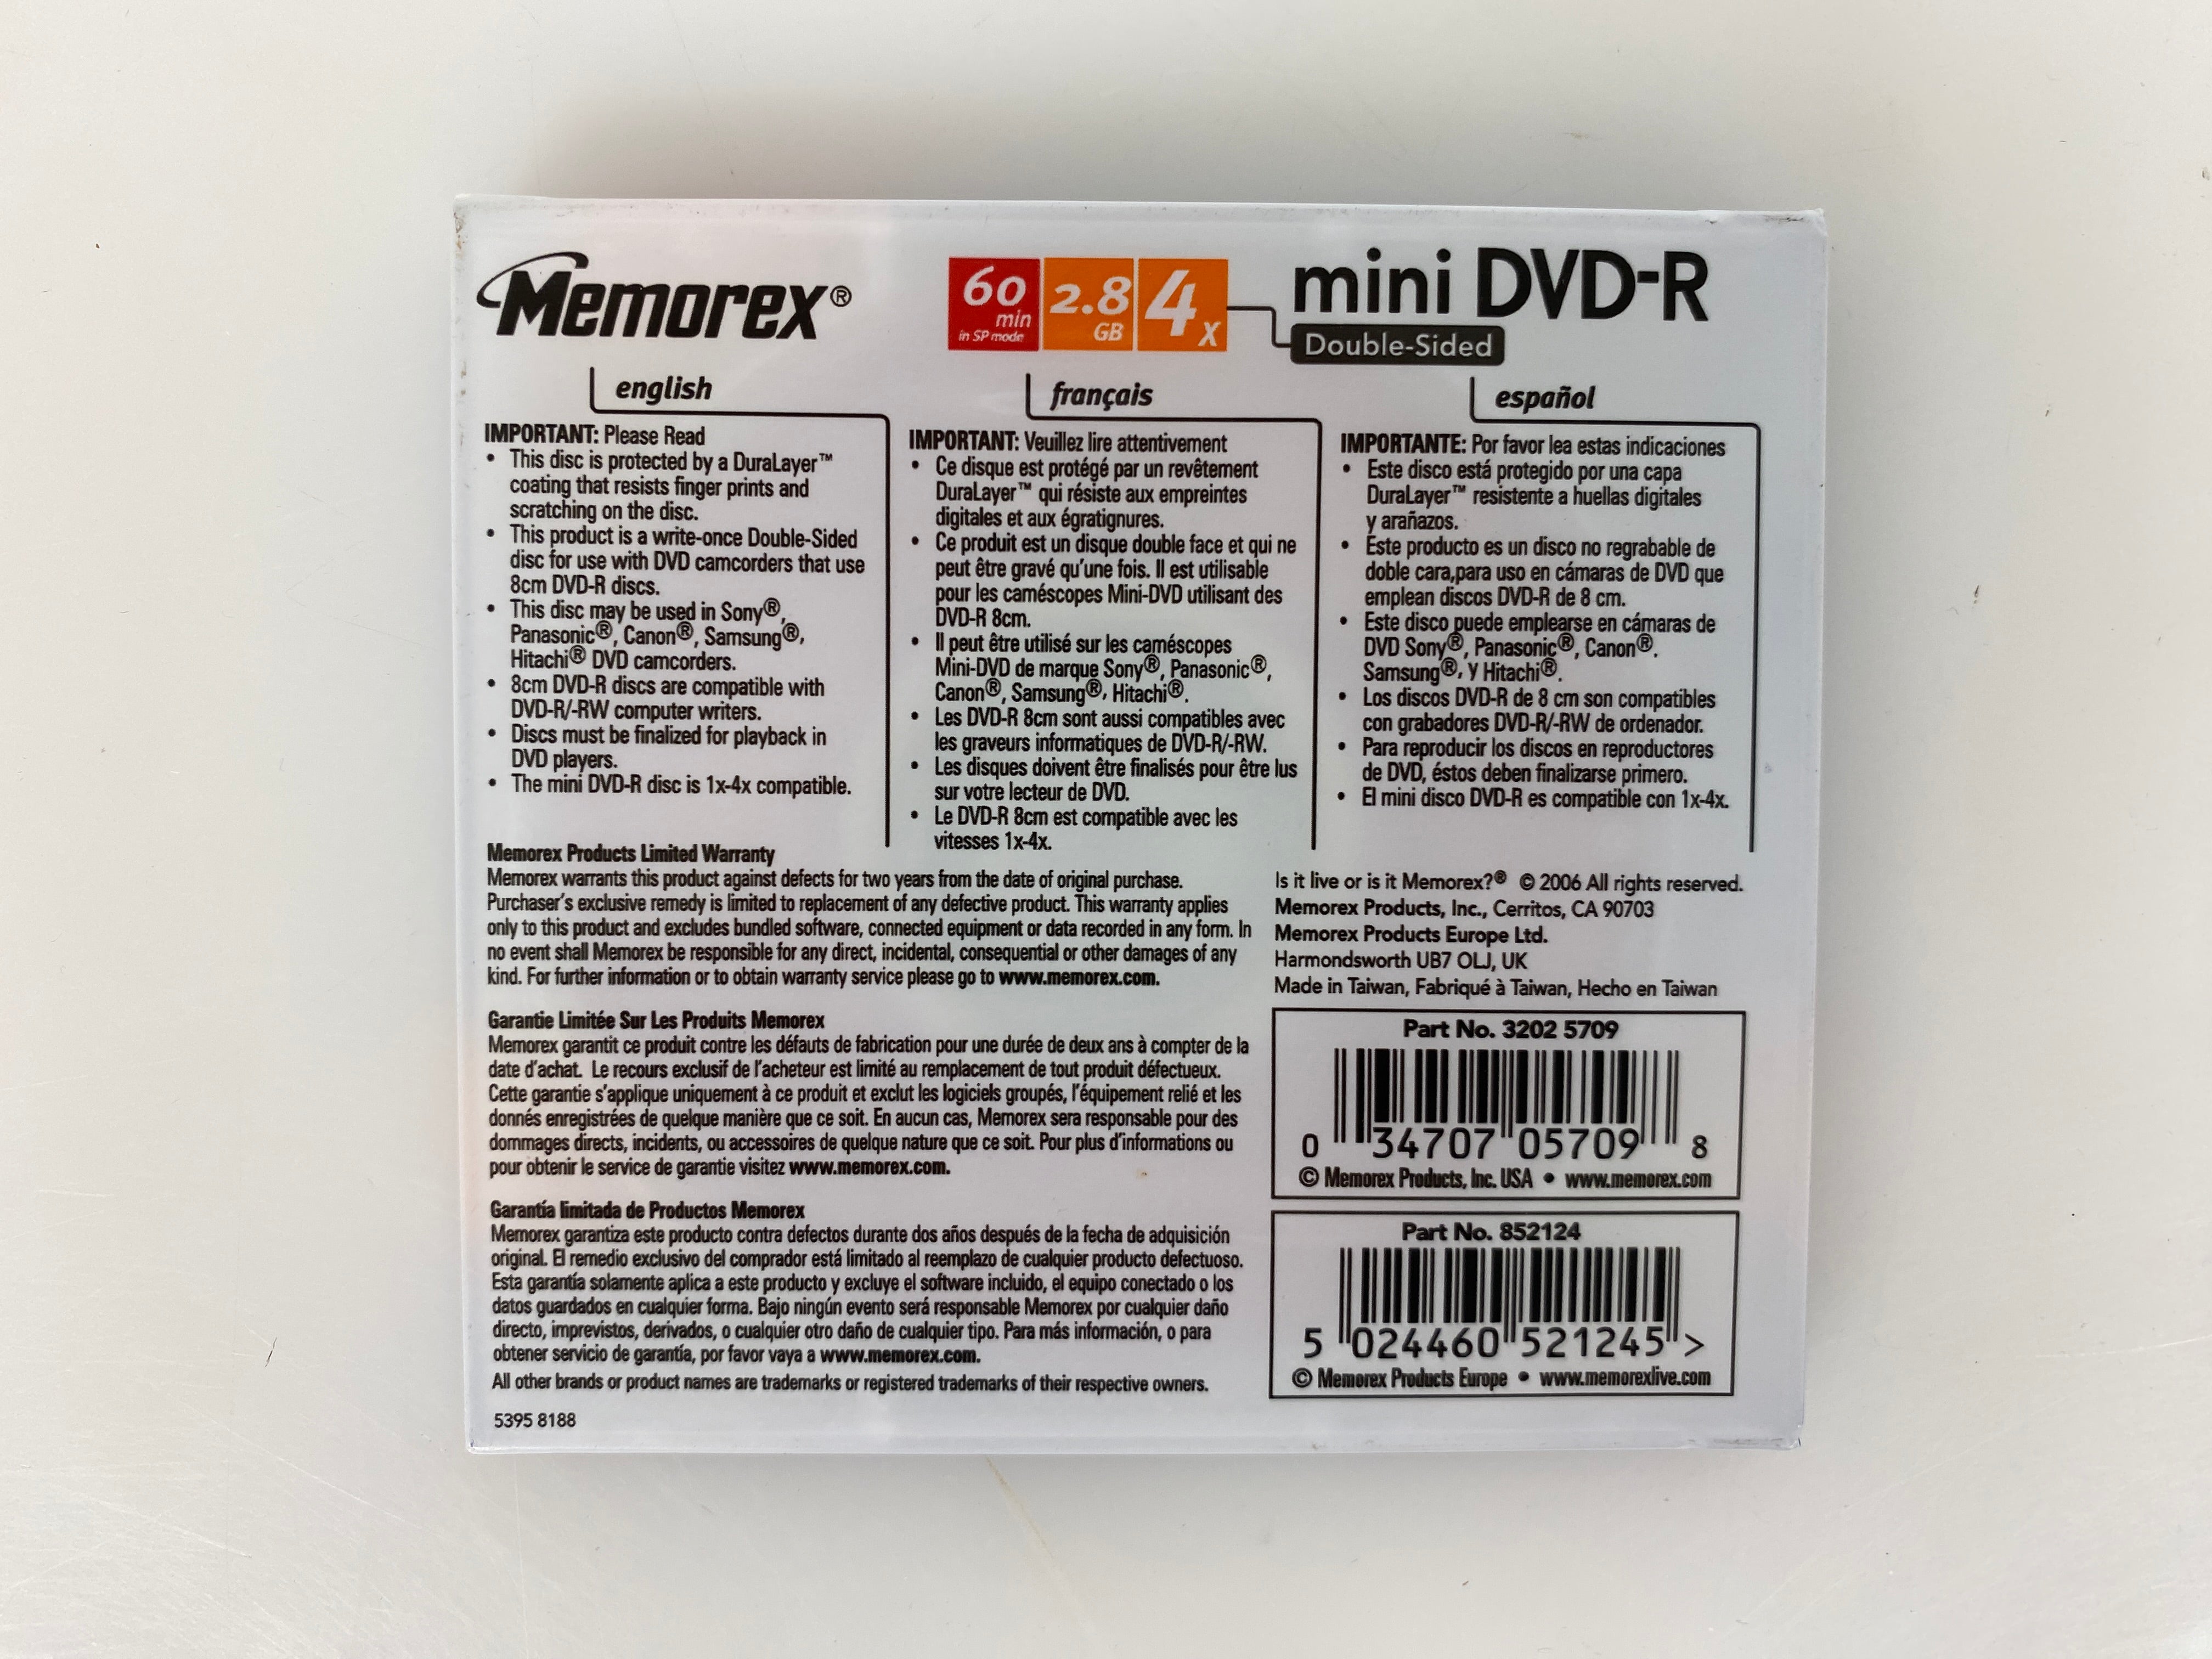 Memorex®
60 min in SP mode
2.8 GB
4x
mini DVD-R
Double-Sided
english
IMPORTANT: Please Read
• This disc is protected by a DuraLayer™
coating that resists finger prints and
scratching on the disc.
• This product is a write-once Double-Sided
disc for use with DVD camcorders that use
8cm DVD-R discs.
• This disc may be used in Sony®,
Panasonic®, Canon®, Samsung®,
Hitachi® DVD camcorders.
• 8cm DVD-R discs are compatible with
DVD-R/-RW computer writers.
• Discs must be finalized for playback in
DVD players.
• The mini DVD-R disc is 1x-4x compatible.
français
IMPORTANT: Veuillez lire attentivement
• Ce disque est protégé par un revêtement
DuraLayer™ qui résiste aux empreintes
digitales et aux égratignures.
• Ce produit est un disque double face et qui ne
peut être gravé qu'une fois. Il est utilisable
pour les caméscopes Mini-DVD utilisant des
DVD-R 8cm.
• Il peut être utilisé sur les caméscopes
Mini-DVD de marque Sony®, Panasonic®,
Canon®, Samsung®, Hitachi®.
• Les DVD-R 8cm sont aussi compatibles avec
les graveurs informatiques de DVD-R/-RW.
• Les disques doivent être finalisés pour être lus
sur votre lecteur de DVD.
• Le DVD-R 8cm est compatible avec les
vitesses 1x-4x.
español
IMPORTANTE: Por favor lea estas indicaciones
• Este disco está protegido por una capa
DuraLayer™ resistente a huellas digitales
y arañazos.
• Este producto es un disco no regrabable de
doble cara,para uso en cámaras de DVD que
emplean discos DVD-R de 8 cm.
• Este disco puede emplearse en cámaras de
DVD Sony®, Panasonic®, Canon®.
Samsung®, Y Hitachi®.
• Los discos DVD-R de 8 cm son compatibles
con grabadores DVD-R/-RW de ordenador.
• Para reproducir los discos en reproductores
de DVD, éstos deben finalizarse primero.
• El mini disco DVD-R es compatible con 1x-4x.
Memorex Products Limited Warranty
Memorex warrants this product against defects for two years from the date of original purchase.
Purchaser's exclusive remedy is limited to replacement of any defective product. This warranty applies
only to this product and excludes bundled software, connected equipment or data recorded in any form. In
no event shall Memorex be responsible for any direct, incidental, consequential or other damages of any
kind. For further information or to obtain warranty service please go to www.memorex.com.
Garantie Limitée Sur Les Produits Memorex
Memorex garantit ce produit contre les défauts de fabrication pour une durée de deux ans à compter de la
date d'achat. Le recours exclusif de l'acheteur est limité au remplacement de tout produit défectueux.
Cette garantie s'applique uniquement à ce produit et exclut les logiciels groupés, l'équipement relié et les
donnés enregistrées de quelque manière que ce soit. En aucun cas, Memorex sera responsable pour des
dommages directs, incidents, ou accessoires de quelque nature que ce soit. Pour plus d'informations ou
pour obtenir le service de garantie visitez www.memorex.com.
Garantía limitada de Productos Memorex
Memorex garantiza este producto contra defectos durante dos años después de la fecha de adquisición
original. El remedio exclusivo del comprador está limitado al reemplazo de cualquier producto defectuoso.
Esta garantía solamente aplica a este producto y excluye el software incluido, el equipo conectado o los
datos guardados en cualquier forma. Bajo ningún evento será responsable Memorex por cualquier daño
directo, imprevistos, derivados, o cualquier otro daño de cualquier tipo. Para más información, o para
obtener servicio de garantía, por favor vaya a www.memorex.com.
All other brands or product names are trademarks or registered trademarks of their respective owners.
5395 8188
Is it live or is it Memorex?® © 2006 All rights reserved.
Memorex Products, Inc., Cerritos, CA 90703
Memorex Products Europe Ltd.
Harmondsworth UB7 OLJ, UK
Made in Taiwan, Fabriqué à Taiwan, Hecho en Taiwan
Part No. 3202 5709
0 34707 05709 8
© Memorex Products, Inc. USA • www.memorex.com
Part No. 852124
5 024460 521245 >
© Memorex Products Europe • www.memorexlive.com